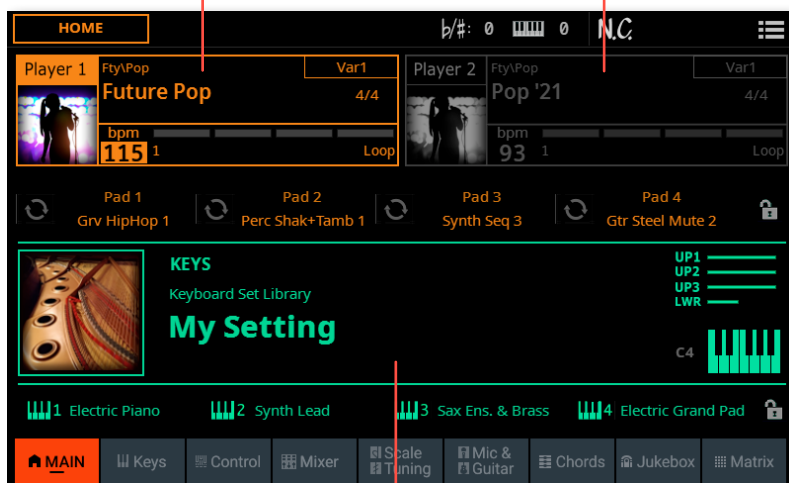 HOME
b/#: 0 0 N.C.
Player 1 Fty\Pop Var1
Future Pop
4/4
bpm
115 1 Loop
Player 2 Fty\Pop Var1
Pop '21
4/4
bpm
93 1 Loop
Pad 1
Grv HipHop 1
Pad 2
Perc Shak+Tamb 1
Pad 3
Synth Seq 3
Pad 4
Gtr Steel Mute 2
KEYS
Keyboard Set Library
My Setting
UP1
UP2
UP3
LWR
C4
1 Electric Piano
2 Synth Lead
3 Sax Ens. & Brass
4 Electric Grand Pad
MAIN
Keys
Control
Mixer
Scale
Tuning
Mic &
Guitar
Chords
Jukebox
Matrix